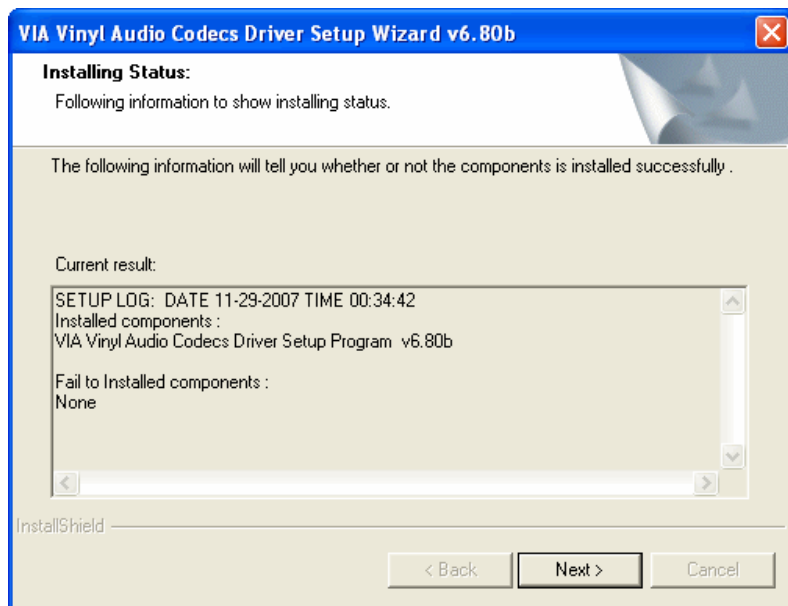 VIA Vinyl Audio Codecs Driver Setup Wizard v6.80b
Installing Status:
Following information to show installing status.
The following information will tell you whether or not the components is installed successfully .
Current result:
SETUP LOG:  DATE 11-29-2007 TIME 00:34:42
Installed components :
VIA Vinyl Audio Codecs Driver Setup Program  v6.80b
Fail to Installed components :
None
InstallShield
< Back Next > Cancel